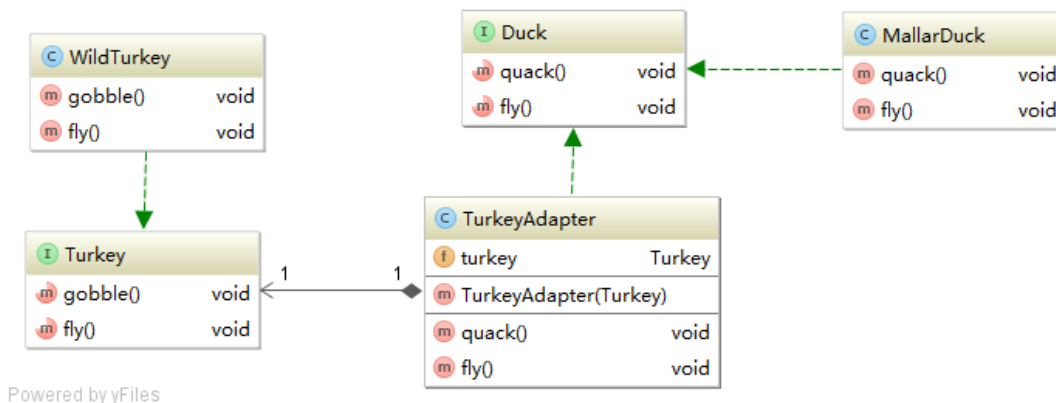 C WildTurkey
m gobble() void
m fly() void
I Turkey
m gobble() void
m fly() void
1 1
I Duck
m quack() void
m fly() void
C TurkeyAdapter
f turkey Turkey
m TurkeyAdapter(Turkey)
m quack() void
m fly() void
C MallarDuck
m quack() void
m fly() void
Powered by yFiles